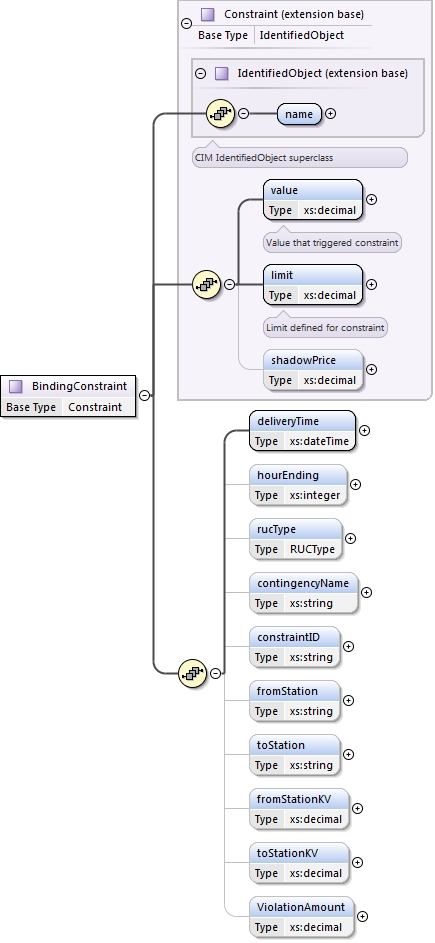 Constraint (extension base)
Base Type IdentifiedObject
IdentifiedObject (extension base)
name
CIM IdentifiedObject superclass
value
Type xs:decimal
Value that triggered constraint
limit
Type xs:decimal
Limit defined for constraint
shadowPrice
Type xs:decimal
BindingConstraint
Base Type Constraint
deliveryTime
Type xs:dateTime
hourEnding
Type xs:integer
rucType
Type RUCType
contingencyName
Type xs:string
constraintID
Type xs:string
fromStation
Type xs:string
toStation
Type xs:string
fromStationKV
Type xs:decimal
toStationKV
Type xs:decimal
ViolationAmount
Type xs:decimal